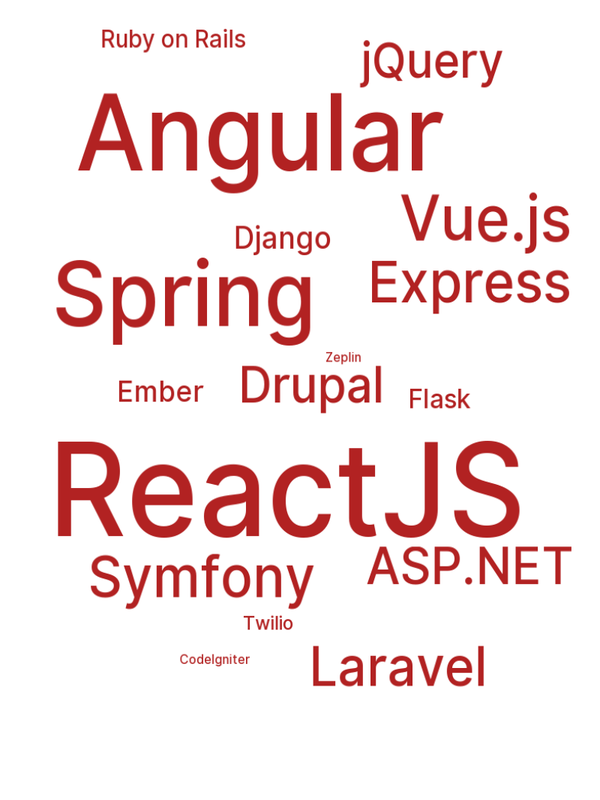 Ruby on Rails
jQuery
Angular
Vue.js
Django
Spring
Express
Zeplin
Ember
Drupal
Flask
ReactJS
Symfony
ASP.NET
Twilio
CodeIgniter
Laravel